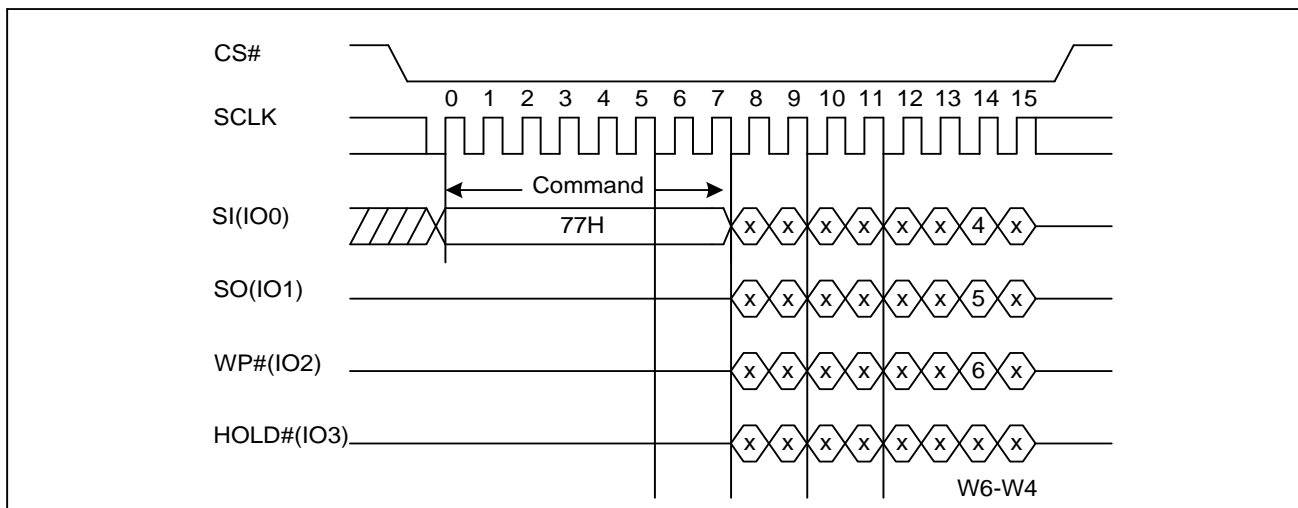 CS#
0 1 2 3 4 5 6 7 8 9 10 11 12 13 14 15
SCLK
Command
SI(IO0) 77H x x x x x x 4 x
SO(IO1) x x x x x x 5 x
WP#(IO2) x x x x x x 6 x
HOLD#(IO3) x x x x x x x x
W6-W4